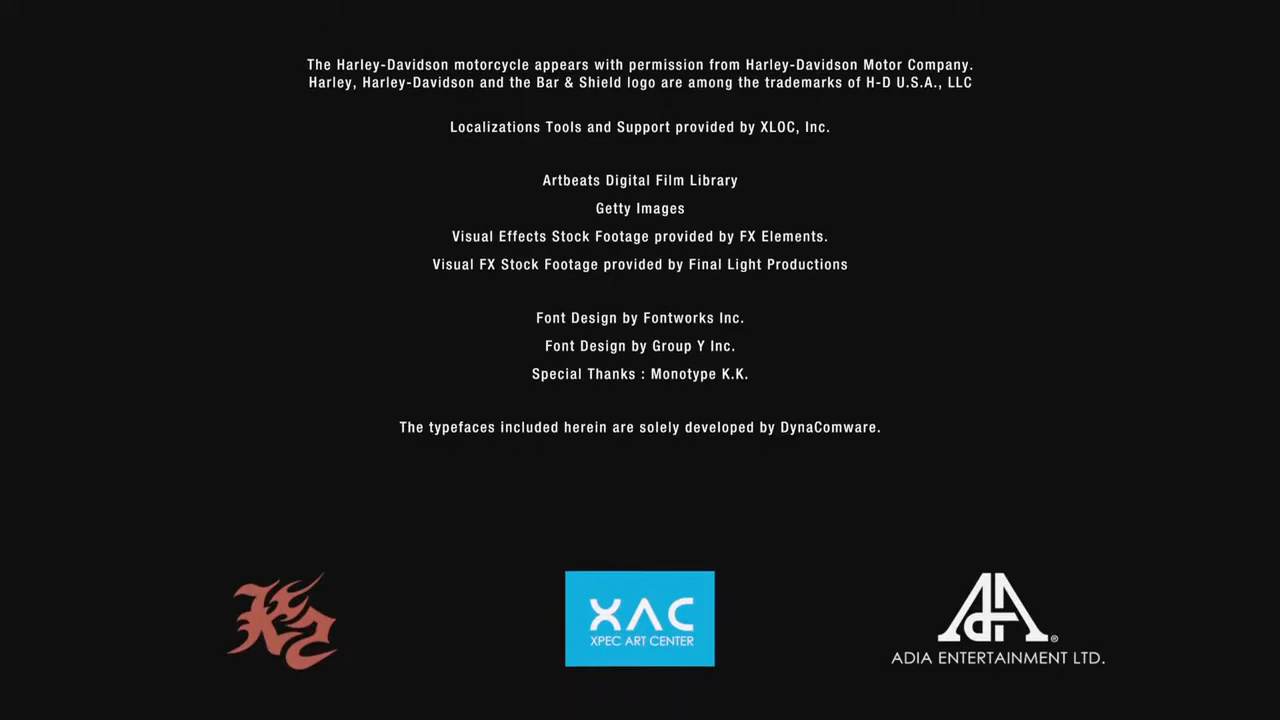 The Harley-Davidson motorcycle appears with permission from Harley-Davidson Motor Company.
Harley, Harley-Davidson and the Bar & Shield logo are among the trademarks of H-D U.S.A., LLC
Localizations Tools and Support provided by XLOC, Inc.
Artbeats Digital Film Library
Getty Images
Visual Effects Stock Footage provided by FX Elements.
Visual FX Stock Footage provided by Final Light Productions
Font Design by Fontworks Inc.
Font Design by Group Y Inc.
Special Thanks : Monotype K.K.
The typefaces included herein are solely developed by DynaComware.
XAC
XPEC ART CENTER
®
ADIA ENTERTAINMENT LTD.